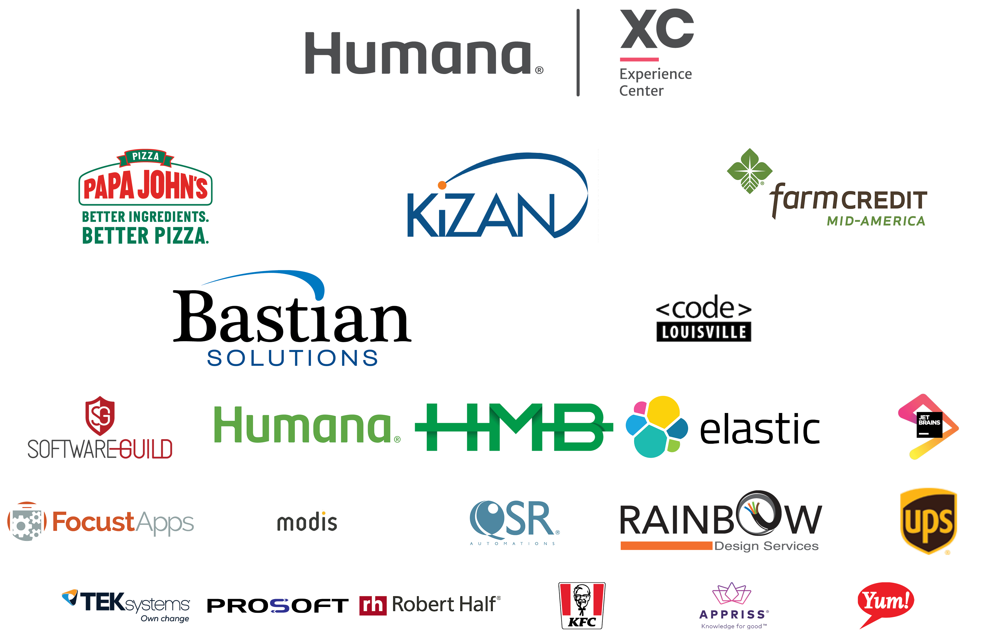 Humana®
XC
Experience
Center
PIZZA
PAPA JOHN'S
BETTER INGREDIENTS.
BETTER PIZZA.
KiZAN
®
farm CREDIT
MID-AMERICA
Bastian
SOLUTIONS
<code>
LOUISVILLE
SG
SOFTWARE GUILD
Humana®
HMB
elastic
JET
BRAINS
FocustApps
modis
QSR®
AUTOMATIONS
RAINBOW
Design Services
ups
TEKsystems
Own change
PROSOFT
rh Robert Half®
KFC
APPRISS®
Knowledge for good™
Yum!